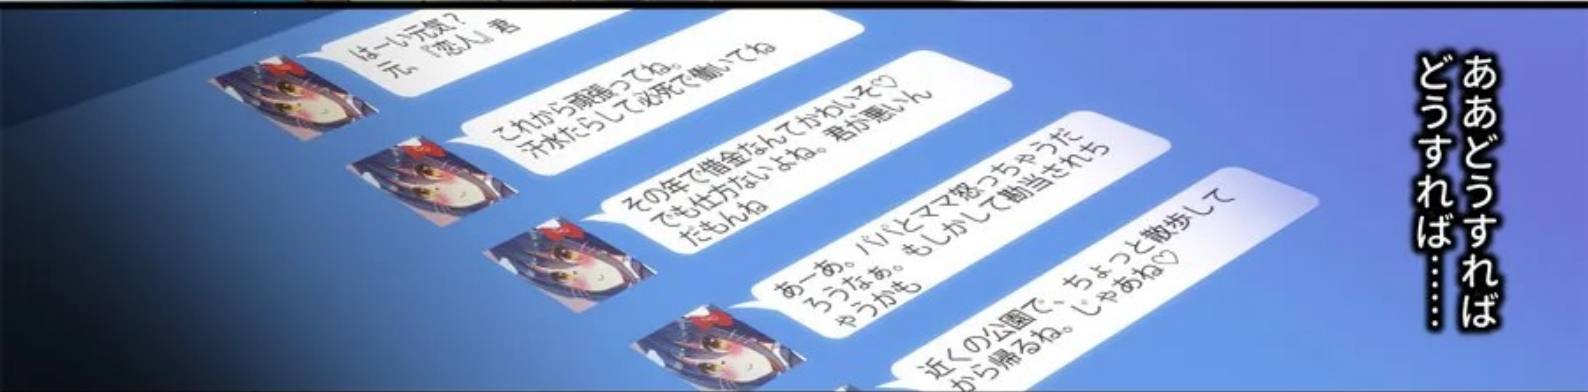 はーい元気?
元、『恋人』君
これから頑張ってね。
汗水たらして必死で働いてね
その年で借金なんてかわいそ♡
でも仕方ないよね。君が悪いん
だもんね
あーあ。パパとママ怒っちゃうだ
ろうなぁ。もしかして勘当されち
ゃうかも
近くの公園で、ちょっと散歩して
から帰るね。じゃあね♡
ああどうすれば
どうすれば……